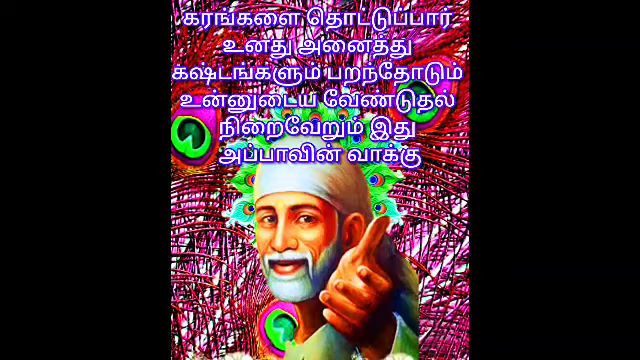 கரங்களை தொட்டுப்பார்
உனது அனைத்து
கஷ்டங்களும் பறந்தோடும்
உன்னுடைய வேண்டுதல்
நிறைவேறும் இது
அப்பாவின் வாக்கு